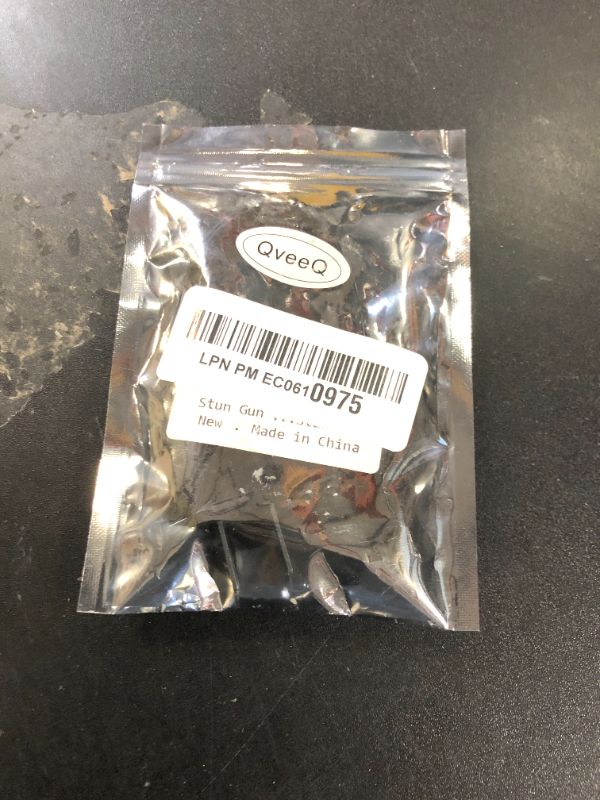 QveeQ
LPN PM EC0610975
Stun Gun
New . Made in China